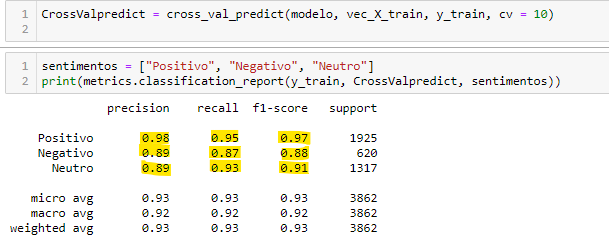 1 CrossValpredict = cross_val_predict(modelo, vec_X_train, y_train, cv = 10)
2
1 sentimentos = ["Positivo", "Negativo", "Neutro"]
2 print(metrics.classification_report(y_train, CrossValpredict, sentimentos))
precision recall f1-score support
Positivo 0.98 0.95 0.97 1925
Negativo 0.89 0.87 0.88 620
Neutro 0.89 0.93 0.91 1317
micro avg 0.93 0.93 0.93 3862
macro avg 0.92 0.92 0.92 3862
weighted avg 0.93 0.93 0.93 3862